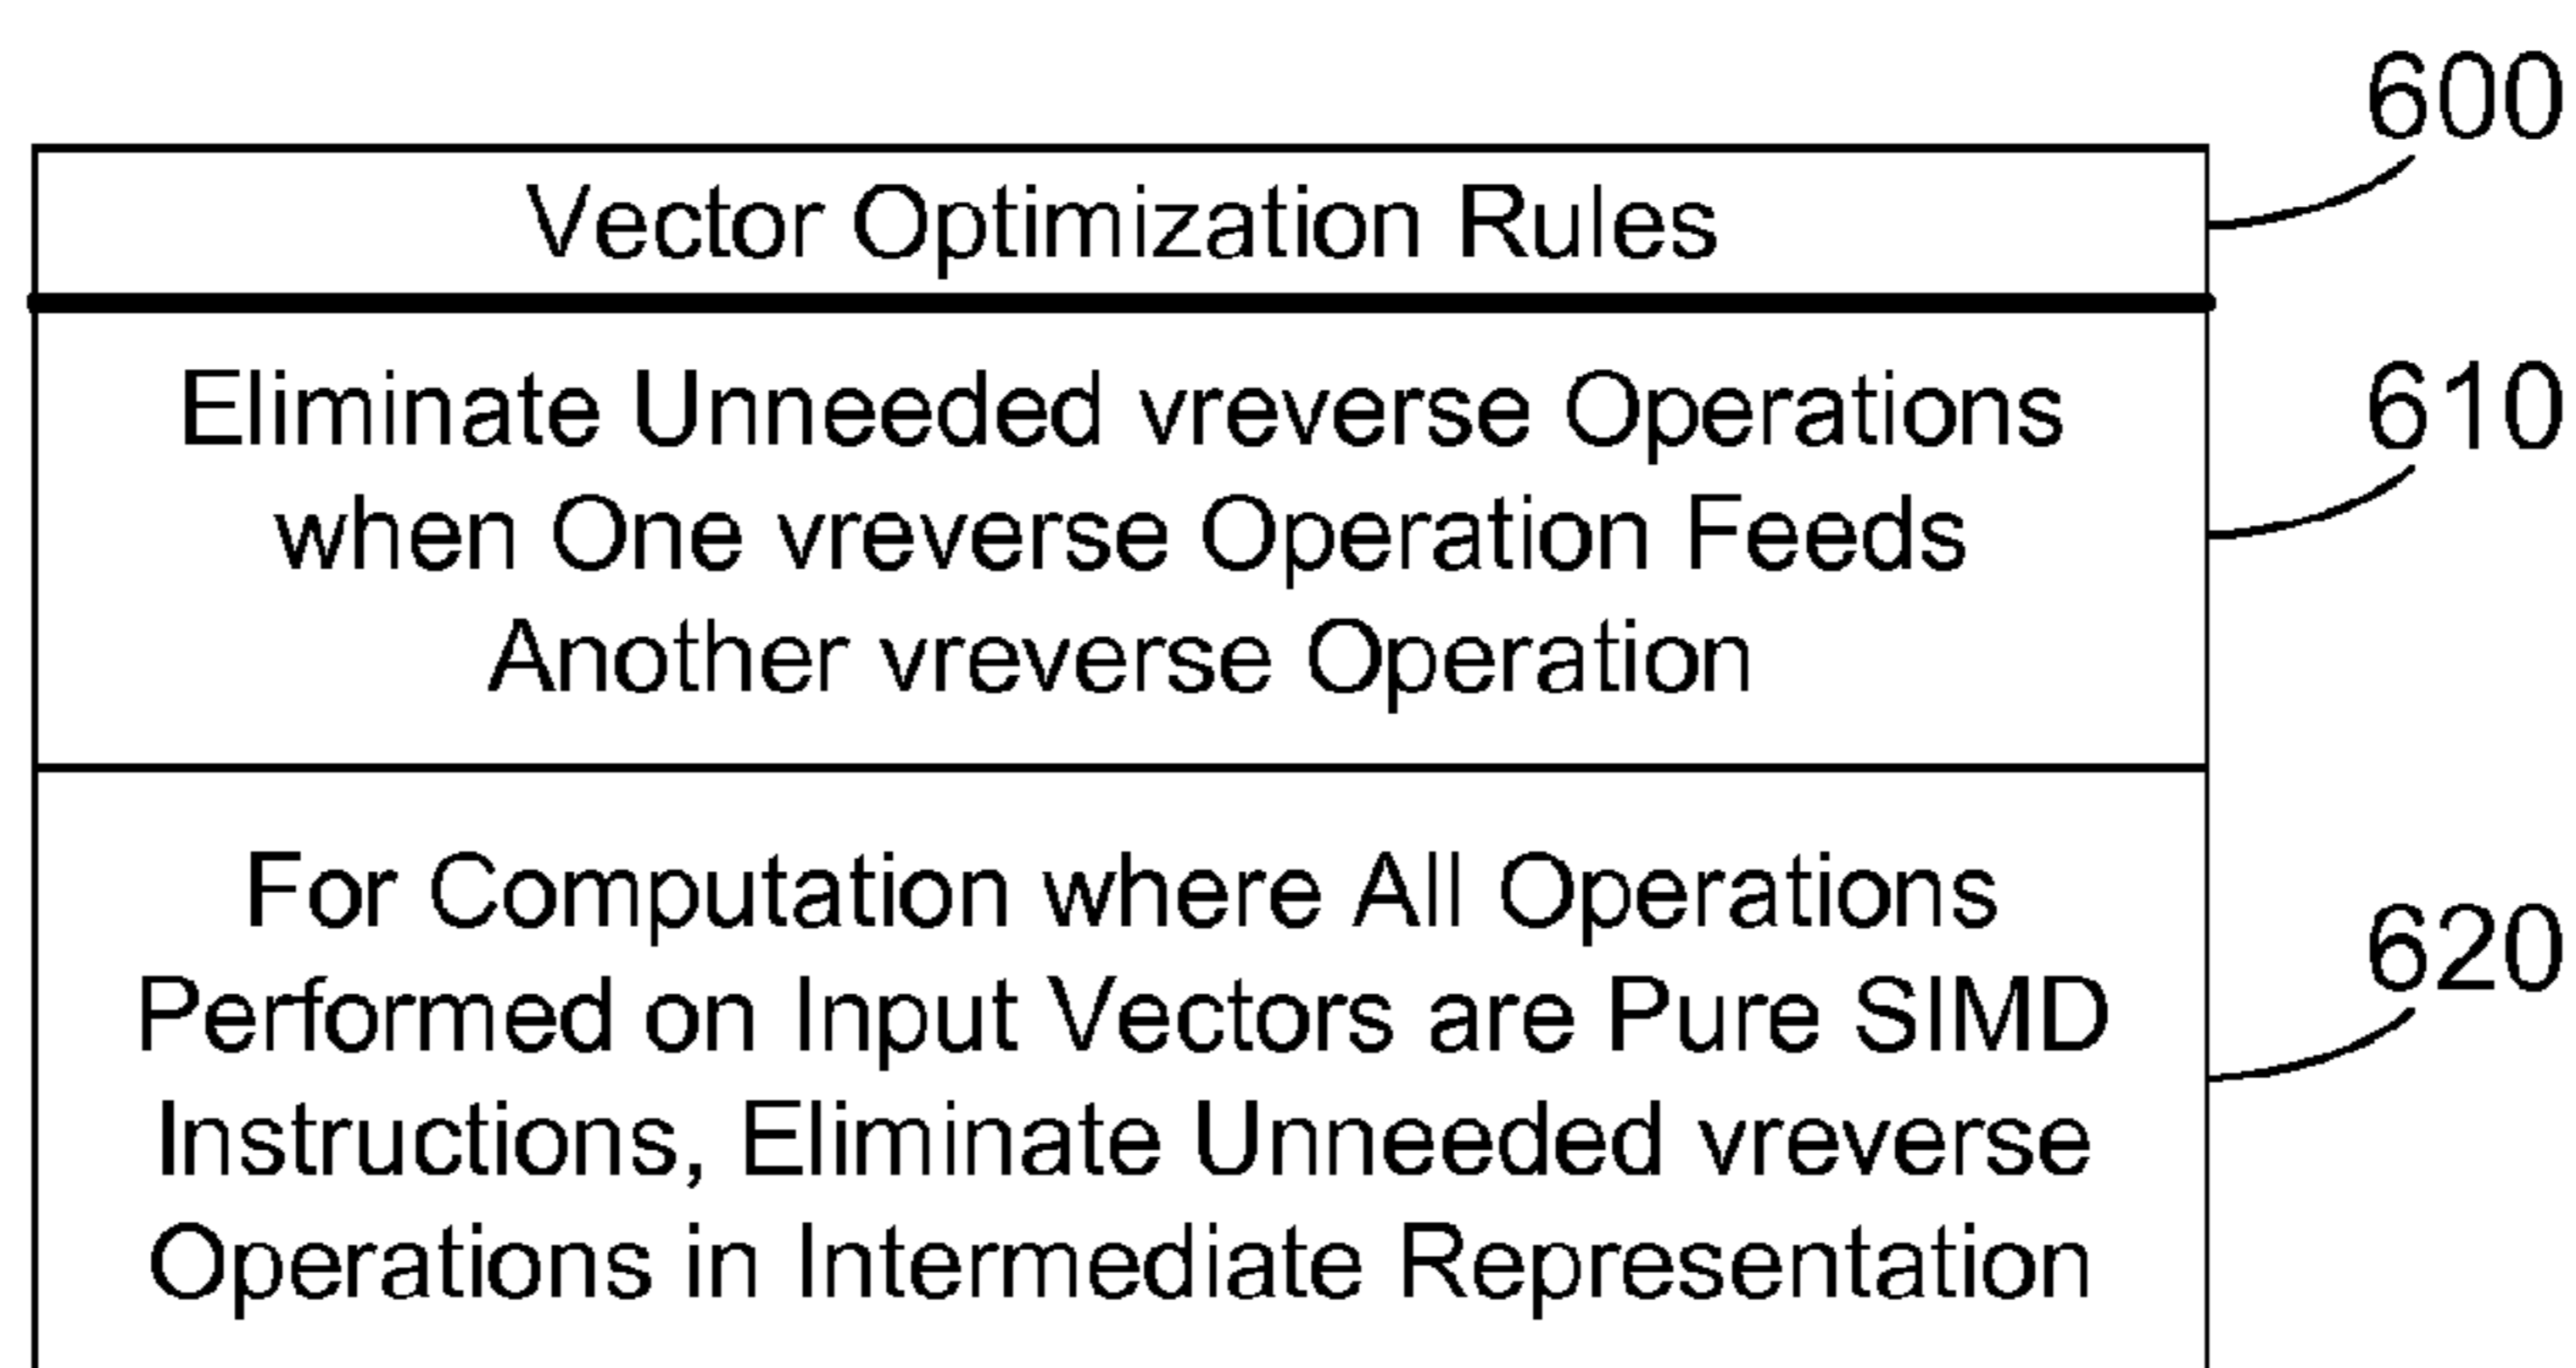 600
Vector Optimization Rules
610
Eliminate Unneeded vreverse Operations
when One vreverse Operation Feeds
Another vreverse Operation
620
For Computation where All Operations
Performed on Input Vectors are Pure SIMD
Instructions, Eliminate Unneeded vreverse
Operations in Intermediate Representation